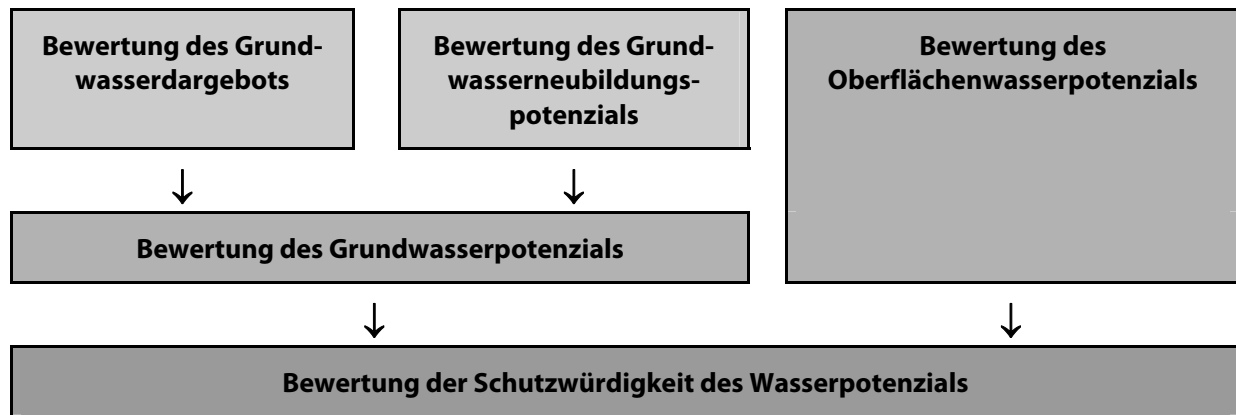 Bewertung des Grund-
wasserdargebots
Bewertung des Grund-
wasserneubildungs-
potenzials
Bewertung des
Oberflächenwasserpotenzials
↓
↓
Bewertung des Grundwasserpotenzials
↓
↓
Bewertung der Schutzwürdigkeit des Wasserpotenzials